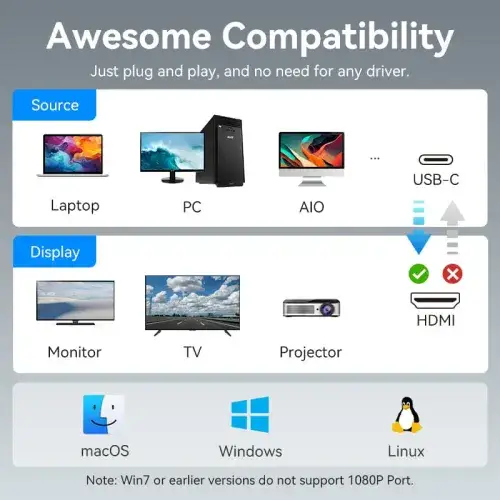 Awesome Compatibility
Just plug and play, and no need for any driver.
Source
Laptop
PC
AIO
...
USB-C
Display
Monitor
TV
Projector
HDMI
macOS
Windows
Linux
Note: Win7 or earlier versions do not support 1080P Port.